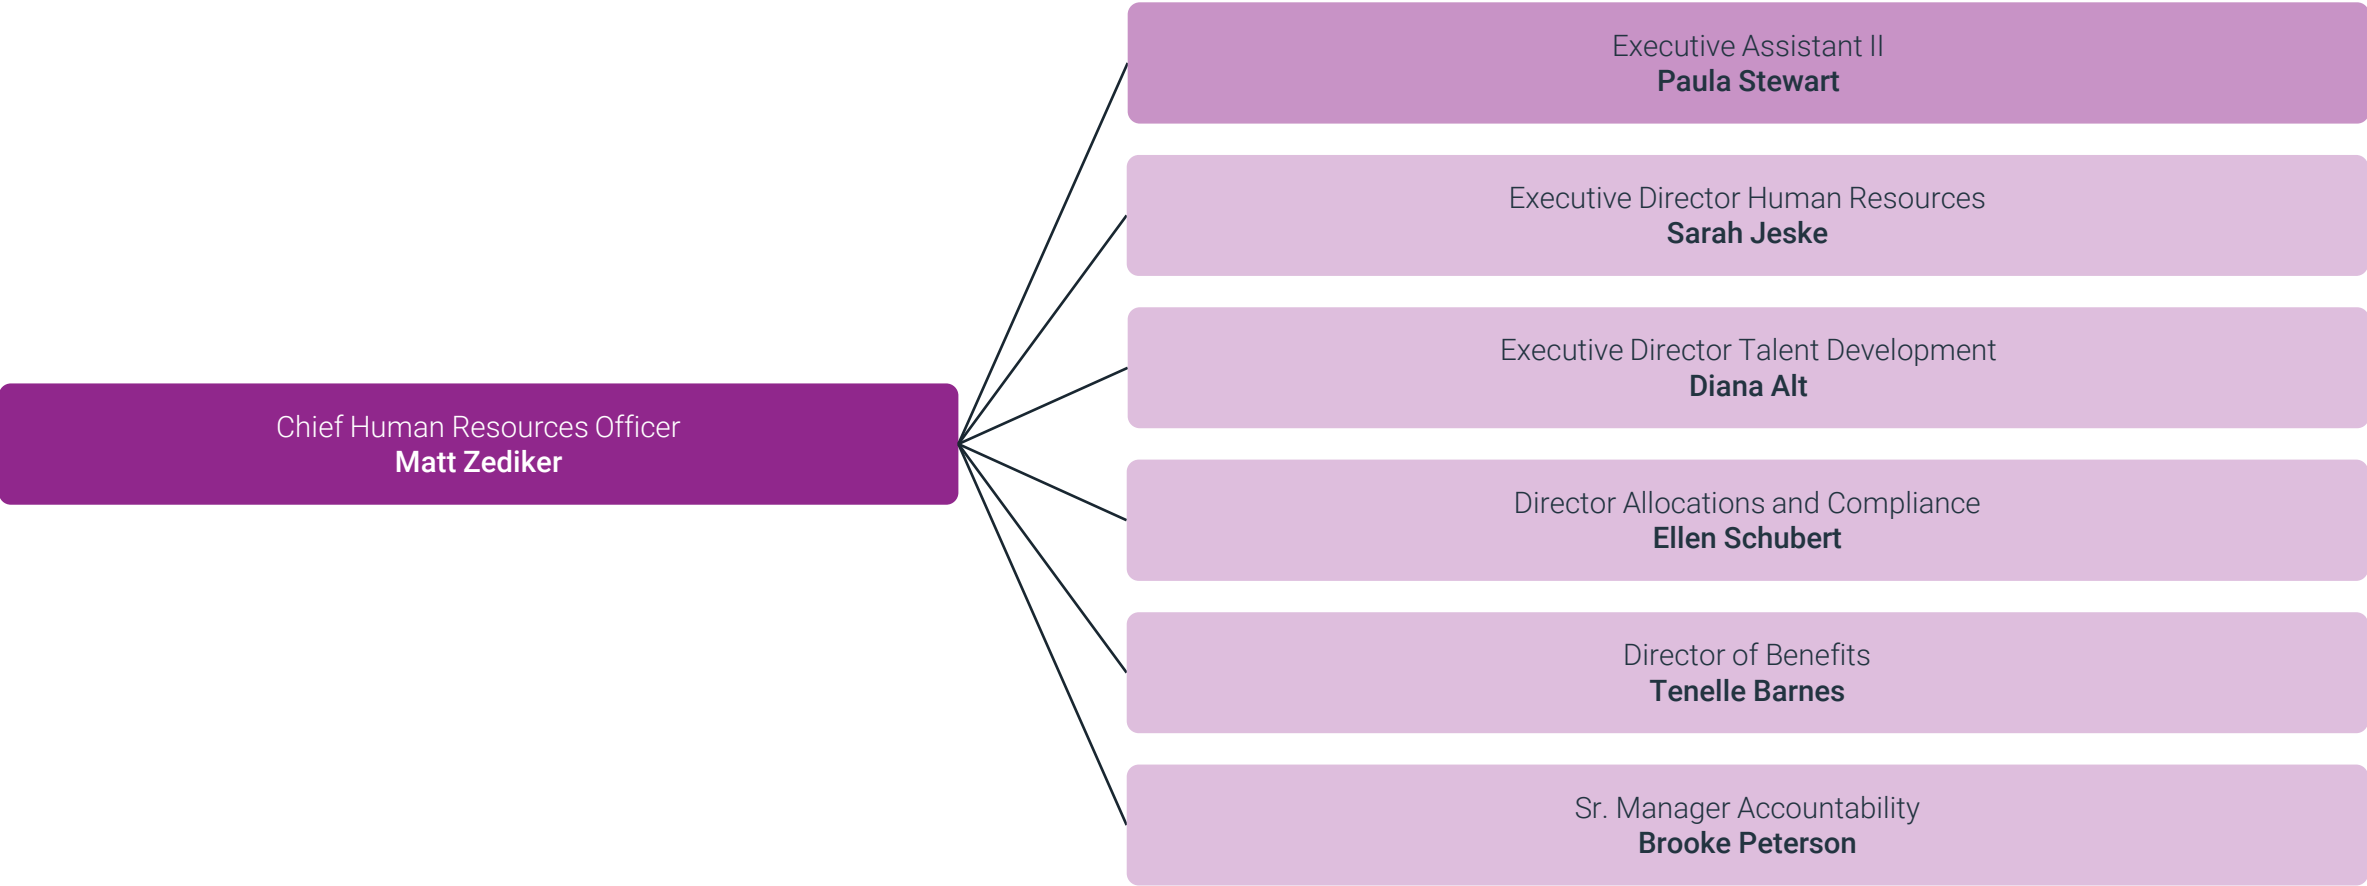 Executive Assistant II
Paula Stewart
Executive Director Human Resources
Sarah Jeske
Executive Director Talent Development
Diana Alt
Chief Human Resources Officer
Matt Zediker
Director Allocations and Compliance
Ellen Schubert
Director of Benefits
Tenelle Barnes
Sr. Manager Accountability
Brooke Peterson